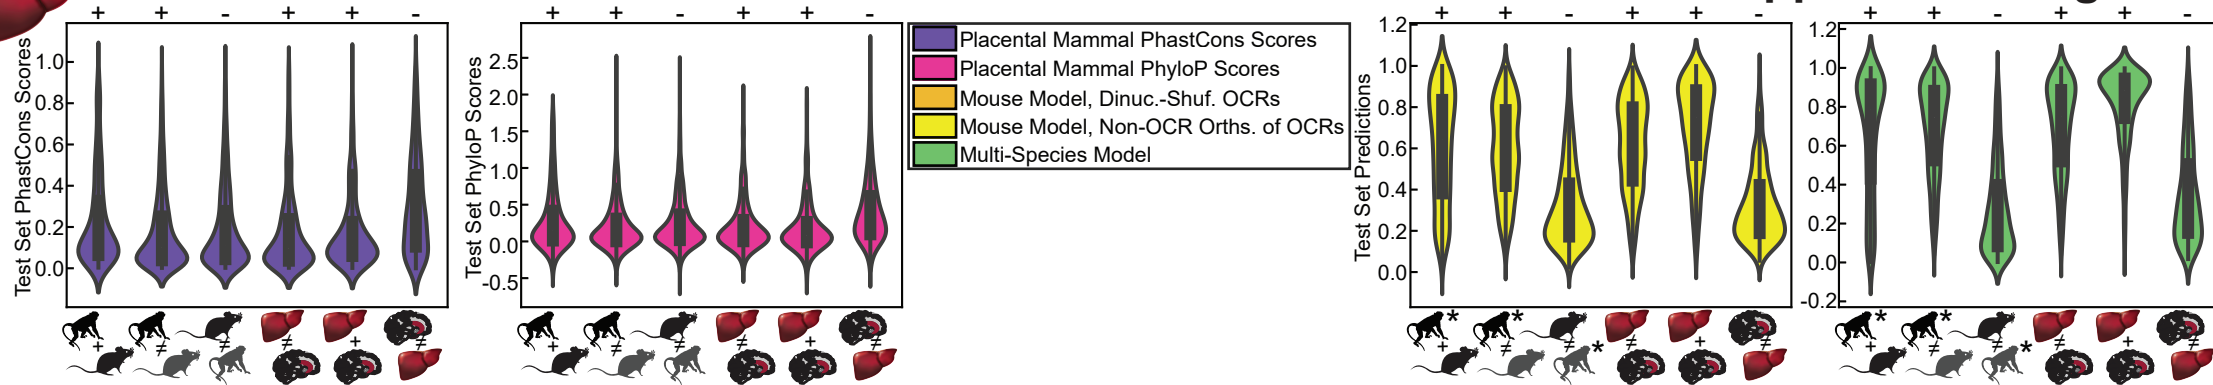 + + - + + -
Test Set PhastCons Scores
1.0
0.8
0.6
0.4
0.2
0.0
+ ≠ ≠ ≠ + ≠
+ + - + + -
Test Set PhyloP Scores
2.5
2.0
1.5
1.0
0.5
0.0
-0.5
+ ≠ ≠ ≠ + ≠
Placental Mammal PhastCons Scores
Placental Mammal PhyloP Scores
Mouse Model, Dinuc.-Shuf. OCRs
Mouse Model, Non-OCR Orths. of OCRs
Multi-Species Model
+ + - + + -
Test Set Predictions
1.2
1.0
0.8
0.6
0.4
0.2
0.0
* *
+ ≠ ≠ * ≠ + ≠
+ + - + + -
1.2
1.0
0.8
0.6
0.4
0.2
0.0
-0.2
* *
+ ≠ ≠ * ≠ + ≠